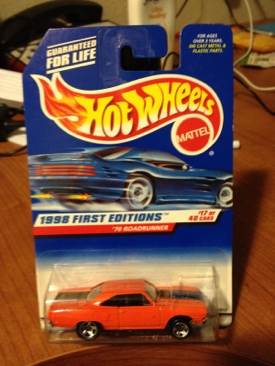 GUARANTEED
FOR LIFE
FOR AGES
OVER 3 YEARS
DIE CAST METAL &
PLASTIC PARTS.
HOT WHEELS
MATTEL
1998 FIRST EDITIONS™
#17 OF
40 CARS
'70 ROADRUNNER